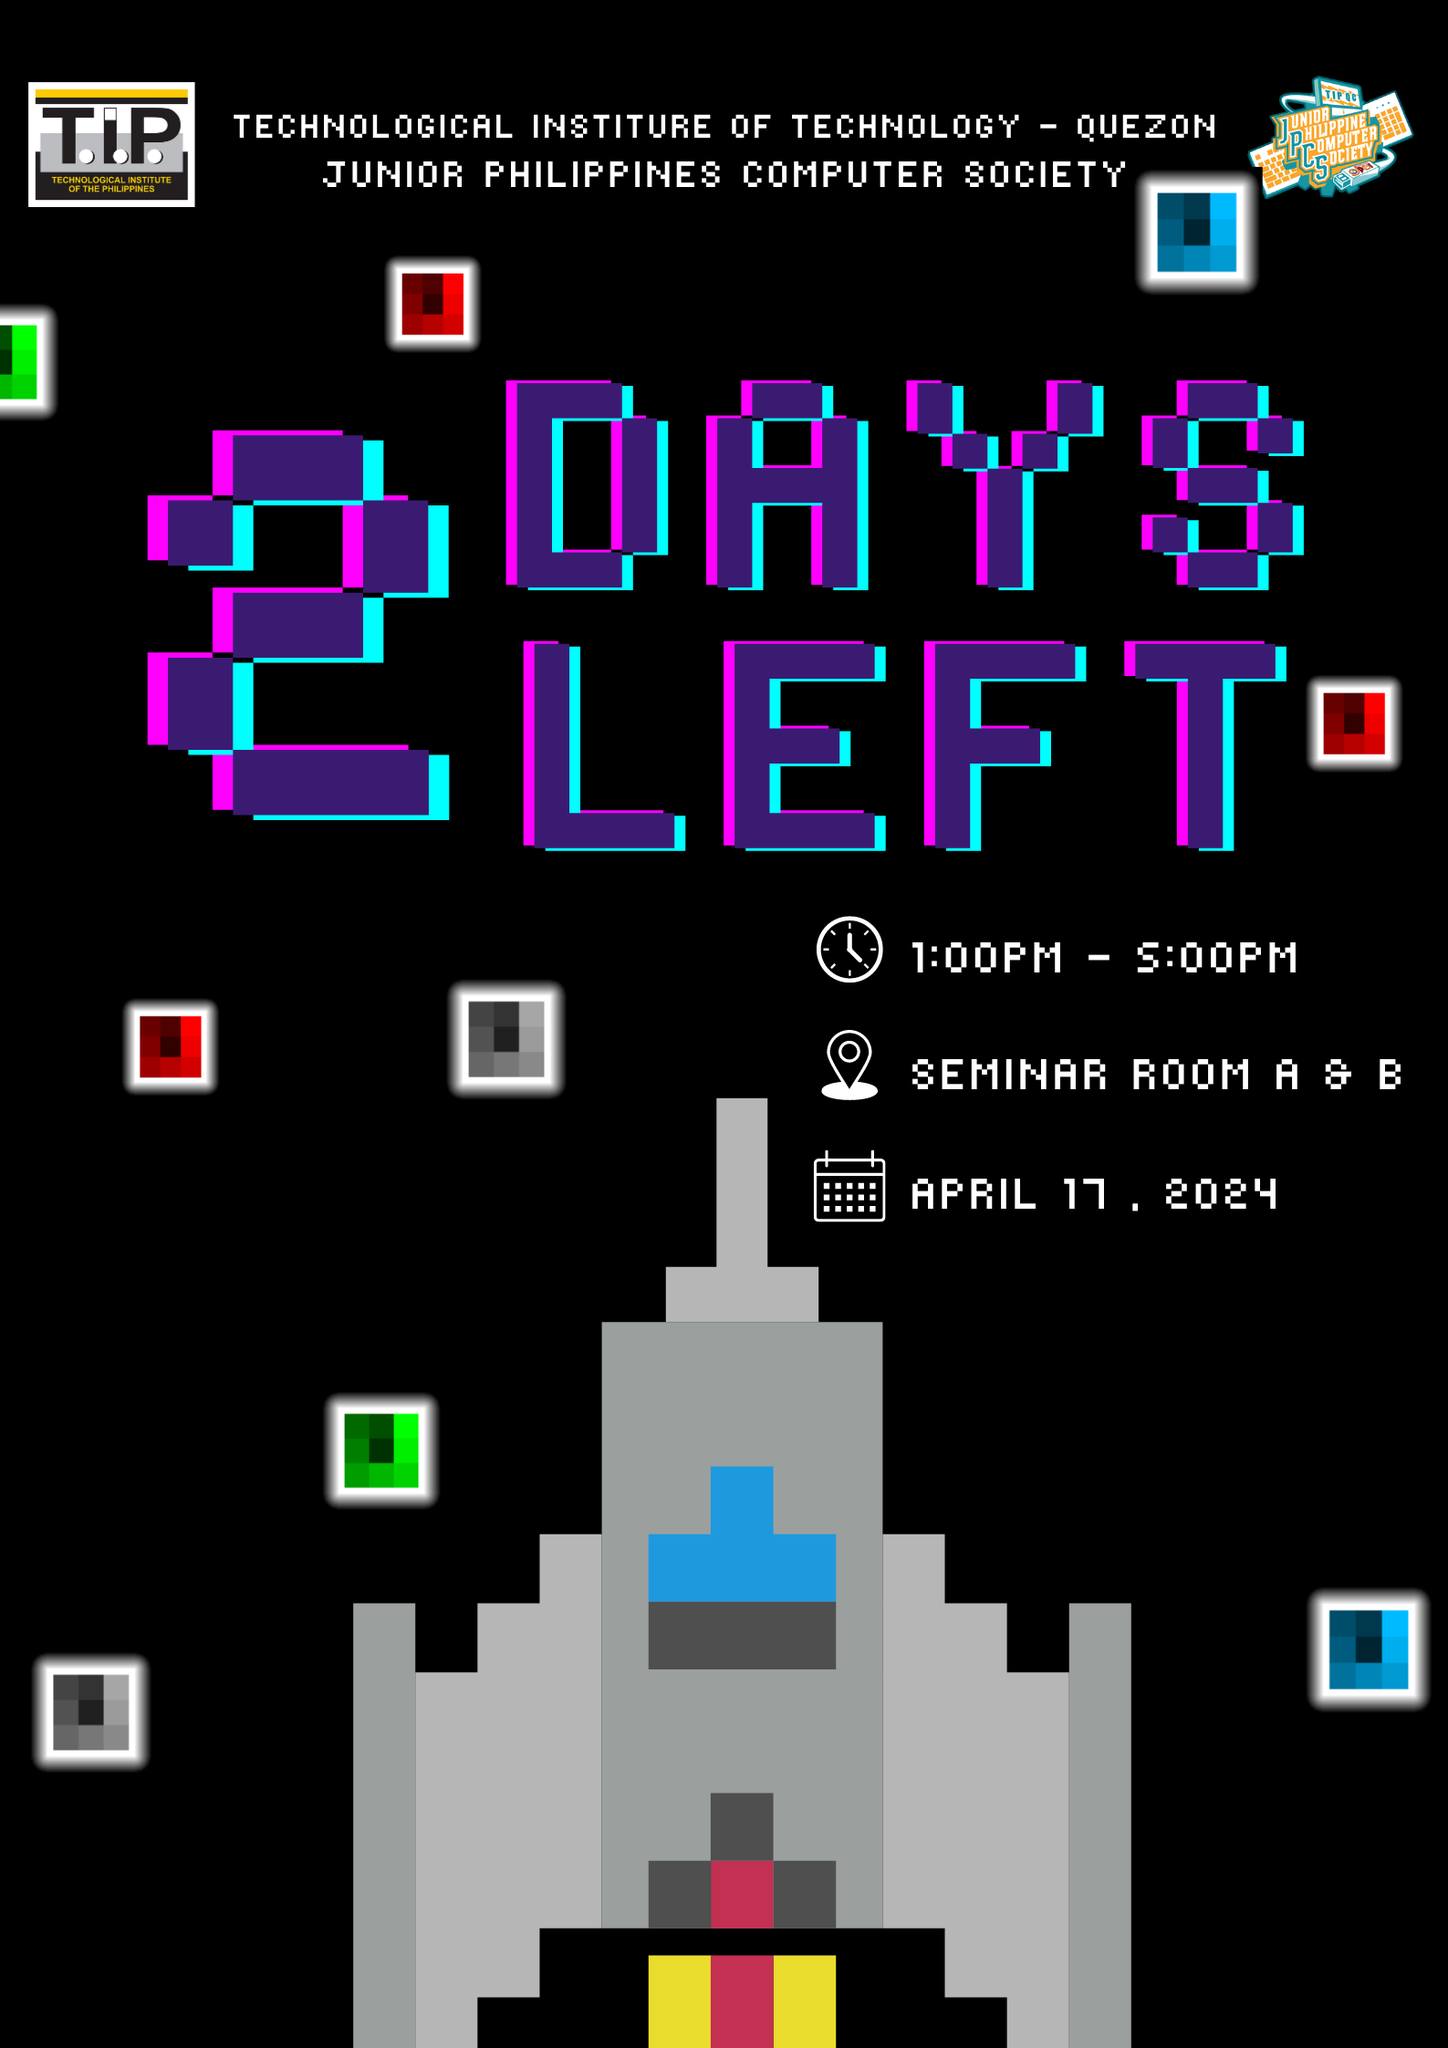 T.i.P.
TECHNOLOGICAL INSTITUTE
OF THE PHILIPPINES
TECHNOLOGICAL INSTITURE OF TECHNOLOGY - QUEZON
JUNIOR PHILIPPINES COMPUTER SOCIETY
TIP QC
JUNIOR
PHILIPPINE
COMPUTER
SOCIETY
2 DAYS
LEFT
1:00PM - 5:00PM
SEMINAR ROOM A & B
APRIL 17 . 2024